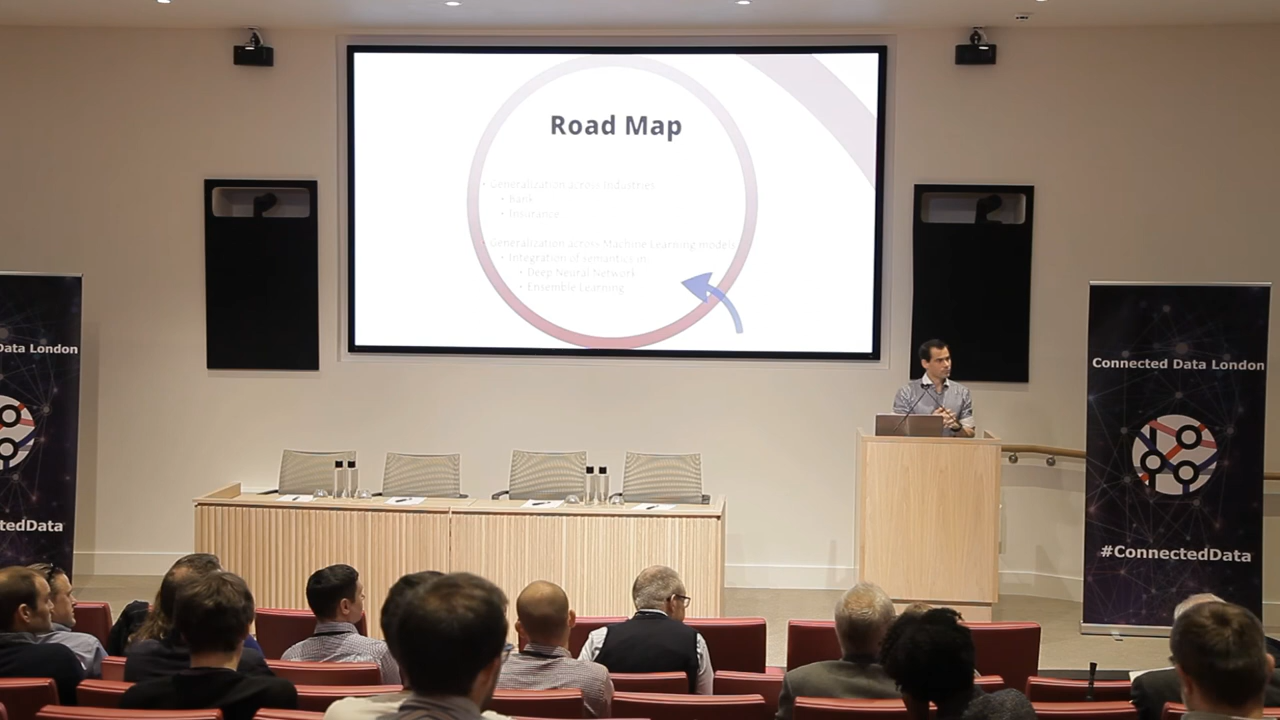 Road Map
• Generalization across Industries
• Bank
• Insurance
• Generalization across Machine Learning models
• Integration of semantics in:
• Deep Neural Network
• Ensemble Learning
Data London
tedData
Connected Data London
#ConnectedData